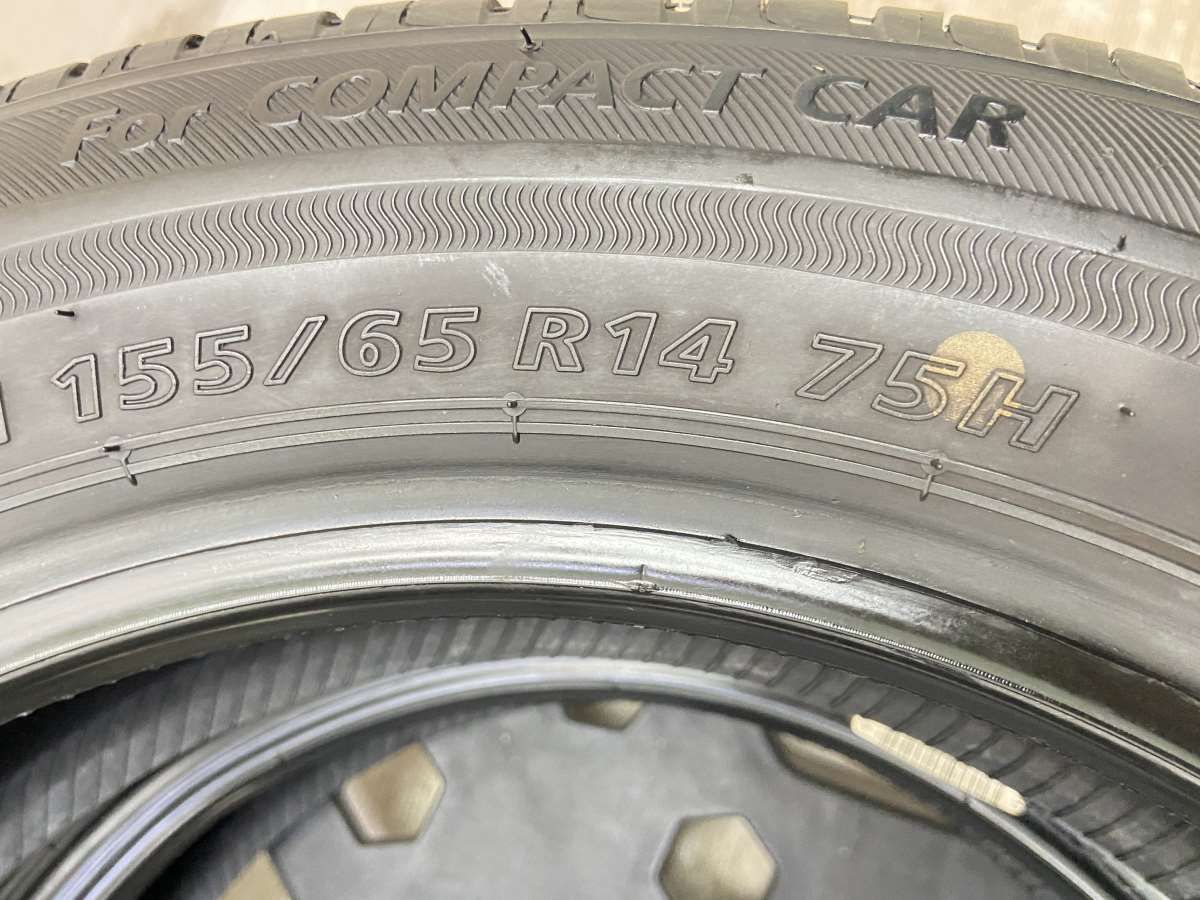 For COMPACT CAR
155/65 R14 75H